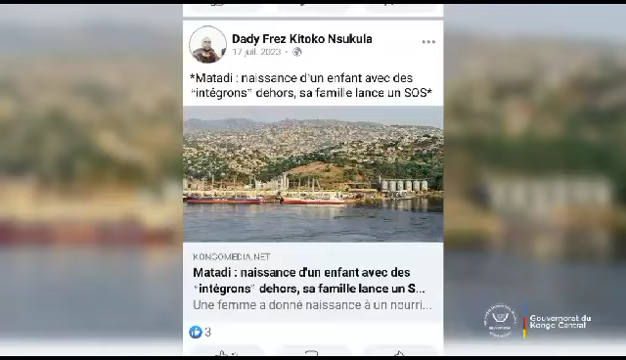 Dady Frez Kitoko Nsukula
17 juil. 2023
*Matadi : naissance d'un enfant avec des
"intégrons" dehors, sa famille lance un SOS*
KONGOMEDIA.NET
Matadi : naissance d'un enfant avec des
"intégrons" dehors, sa famille lance un S...
Une femme a donné naissance à un nourri...
3
Gouvernorat du
Kongo Central